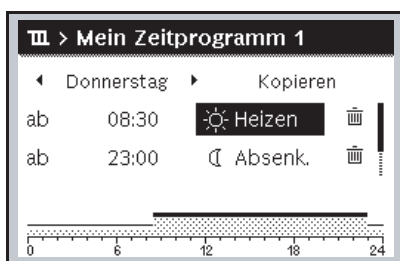 > Mein Zeitprogramm 1
Donnerstag Kopieren
ab 08:30 Heizen
ab 23:00 Absenk.
0 6 12 18 24